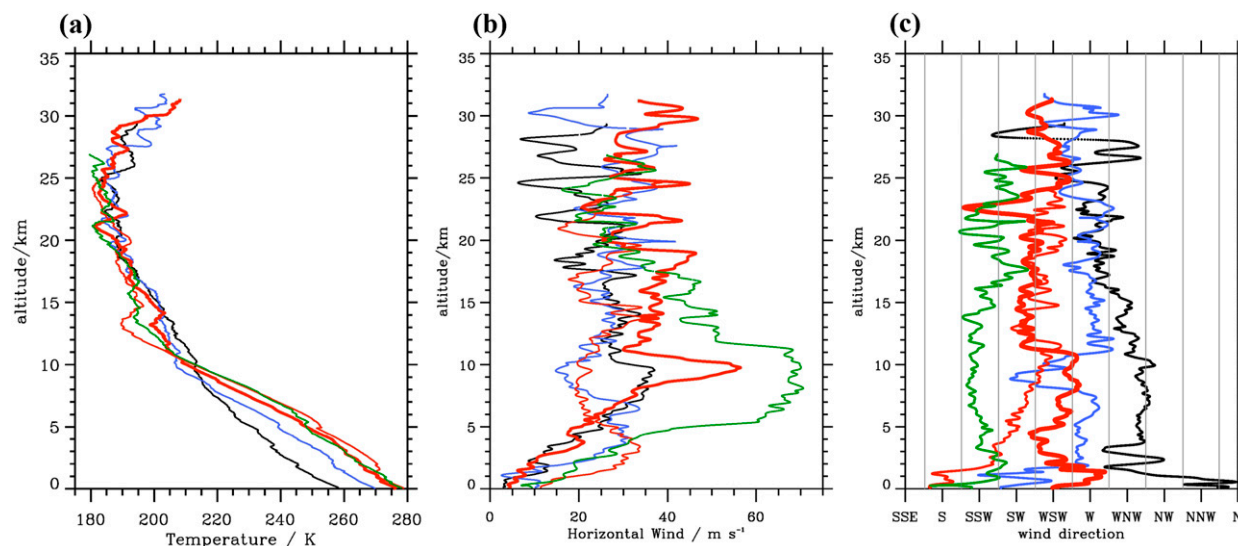 (a)
(b)
(c)
35
30
25
20
15
10
5
0
altitude/km
180 200 220 240 260 280
Temperature / K
35
30
25
20
15
10
5
0
altitude/km
0 20 40 60
Horizontal Wind / m s⁻¹
35
30
25
20
15
10
5
0
altitude/km
SSE S SSW SW WSW W WNW NW NNW N
wind direction